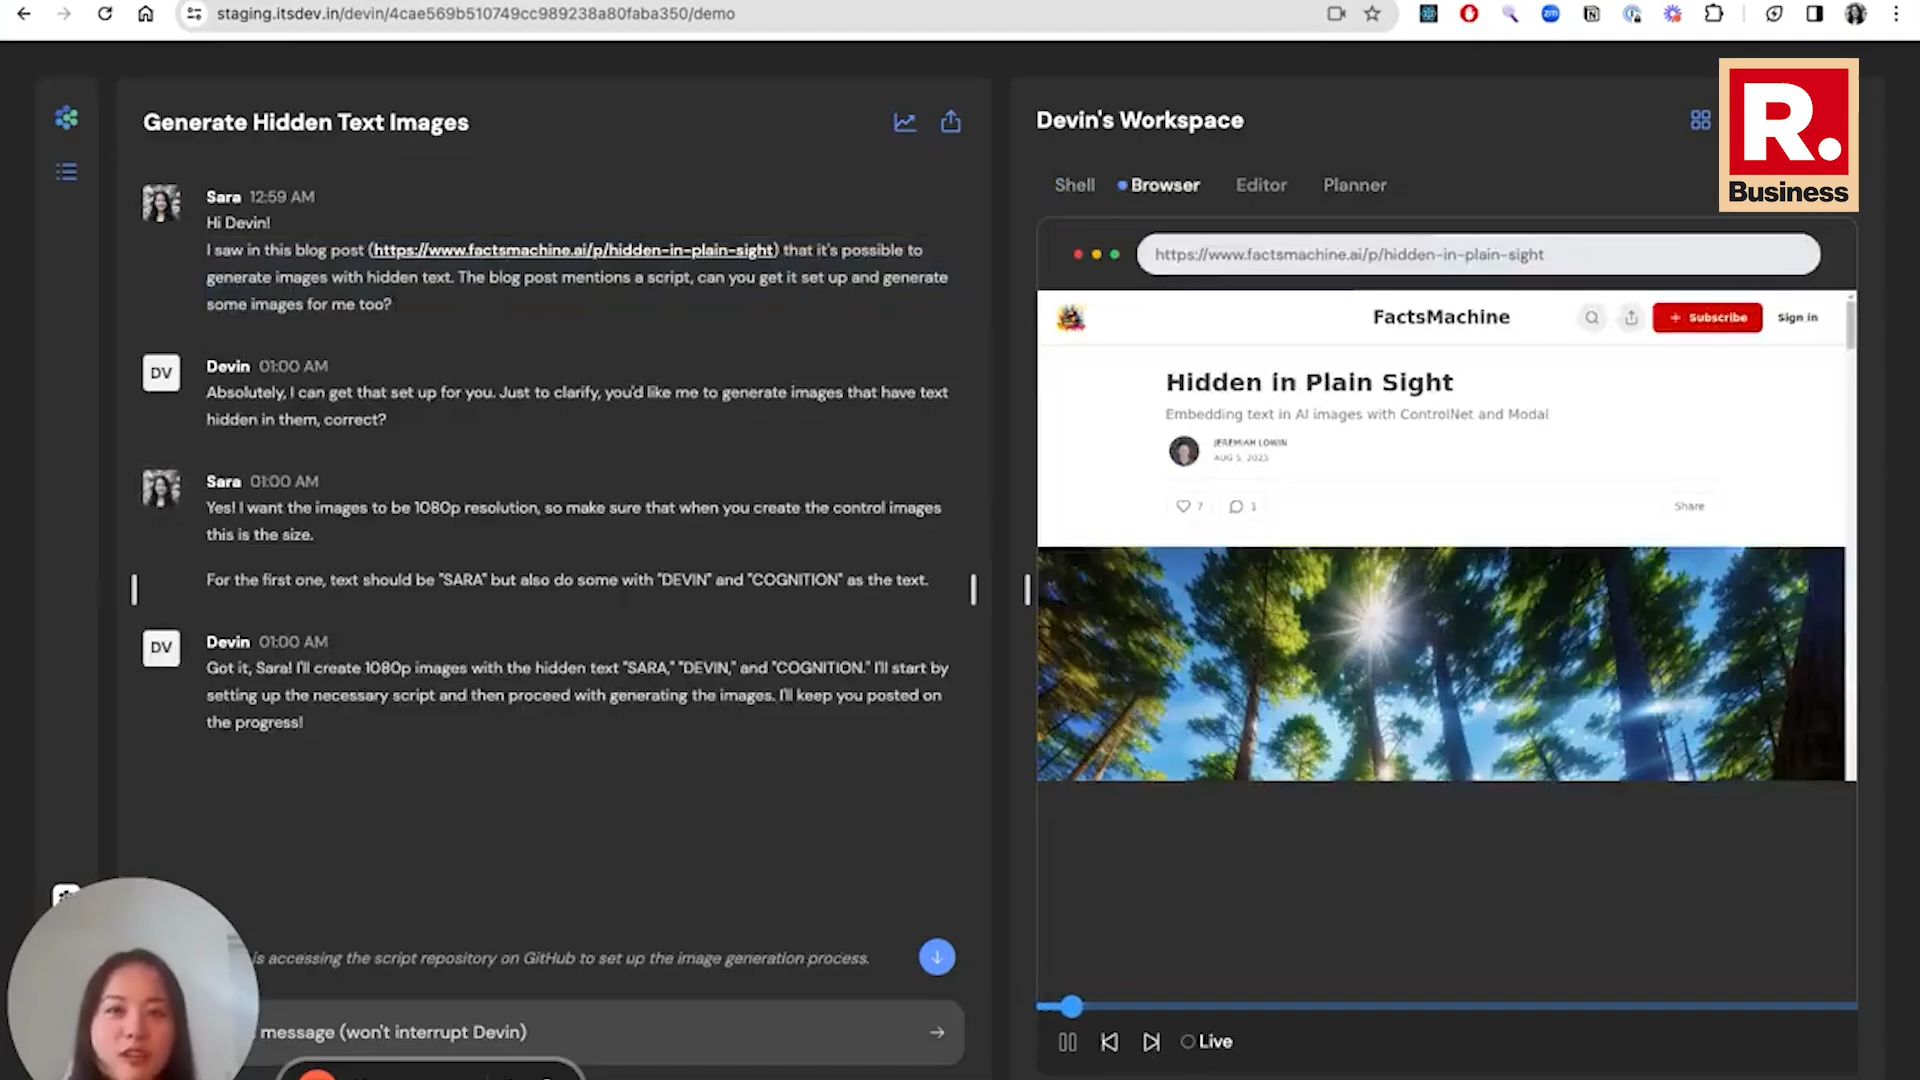 staging.itsdev.in/devin/4cae569b510749cc989238a80faba350/demo
Generate Hidden Text Images
Sara 12:59 AM
Hi Devin!
I saw in this blog post (https://www.factsmachine.ai/p/hidden-in-plain-sight) that it's possible to
generate images with hidden text. The blog post mentions a script, can you get it set up and generate
some images for me too?
DV
Devin 01:00 AM
Absolutely, I can get that set up for you. Just to clarify, you'd like me to generate images that have text
hidden in them, correct?
Sara 01:00 AM
Yes! I want the images to be 1080p resolution, so make sure that when you create the control images
this is the size.
For the first one, text should be "SARA" but also do some with "DEVIN" and "COGNITION" as the text.
DV
Devin 01:00 AM
Got it, Sara! I'll create 1080p images with the hidden text "SARA," "DEVIN," and "COGNITION." I'll start by
setting up the necessary script and then proceed with generating the images. I'll keep you posted on
the progress!
is accessing the script repository on GitHub to set up the image generation process.
message (won't interrupt Devin)
Devin's Workspace
R.
Business
Shell Browser Editor Planner
https://www.factsmachine.ai/p/hidden-in-plain-sight
FactsMachine
+ Subscribe
Sign in
Hidden in Plain Sight
Embedding text in AI images with ControlNet and Modal
JEREMIAH LOWIN
AUG 5, 2023
7
1
Share
Live